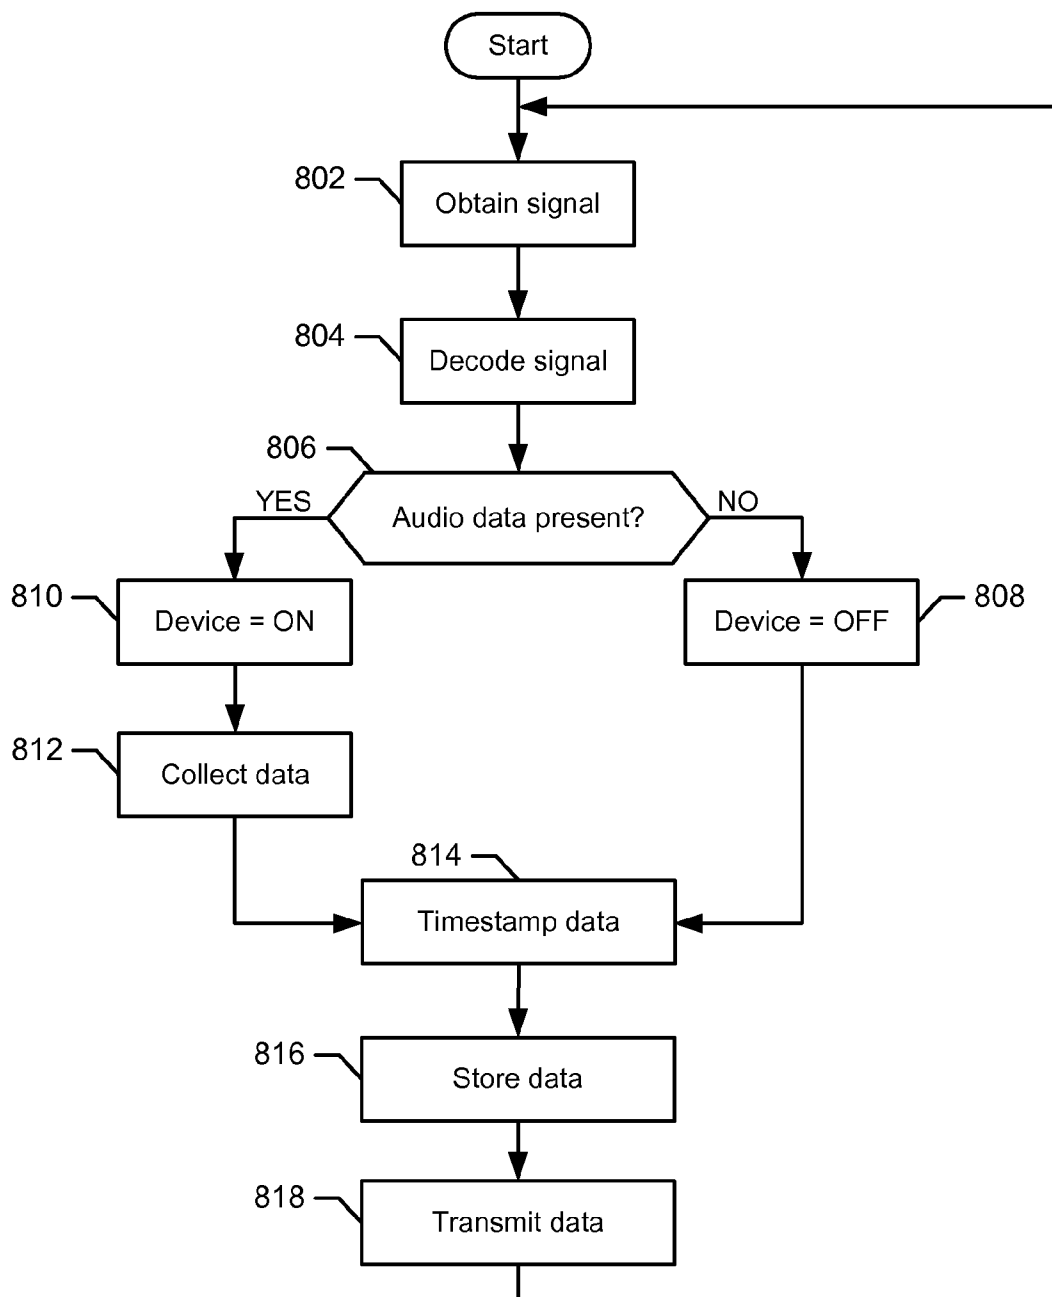 Start
802
Obtain signal
804
Decode signal
806
YES
Audio data present?
NO
810
Device = ON
Device = OFF
808
812
Collect data
814
Timestamp data
816
Store data
818
Transmit data